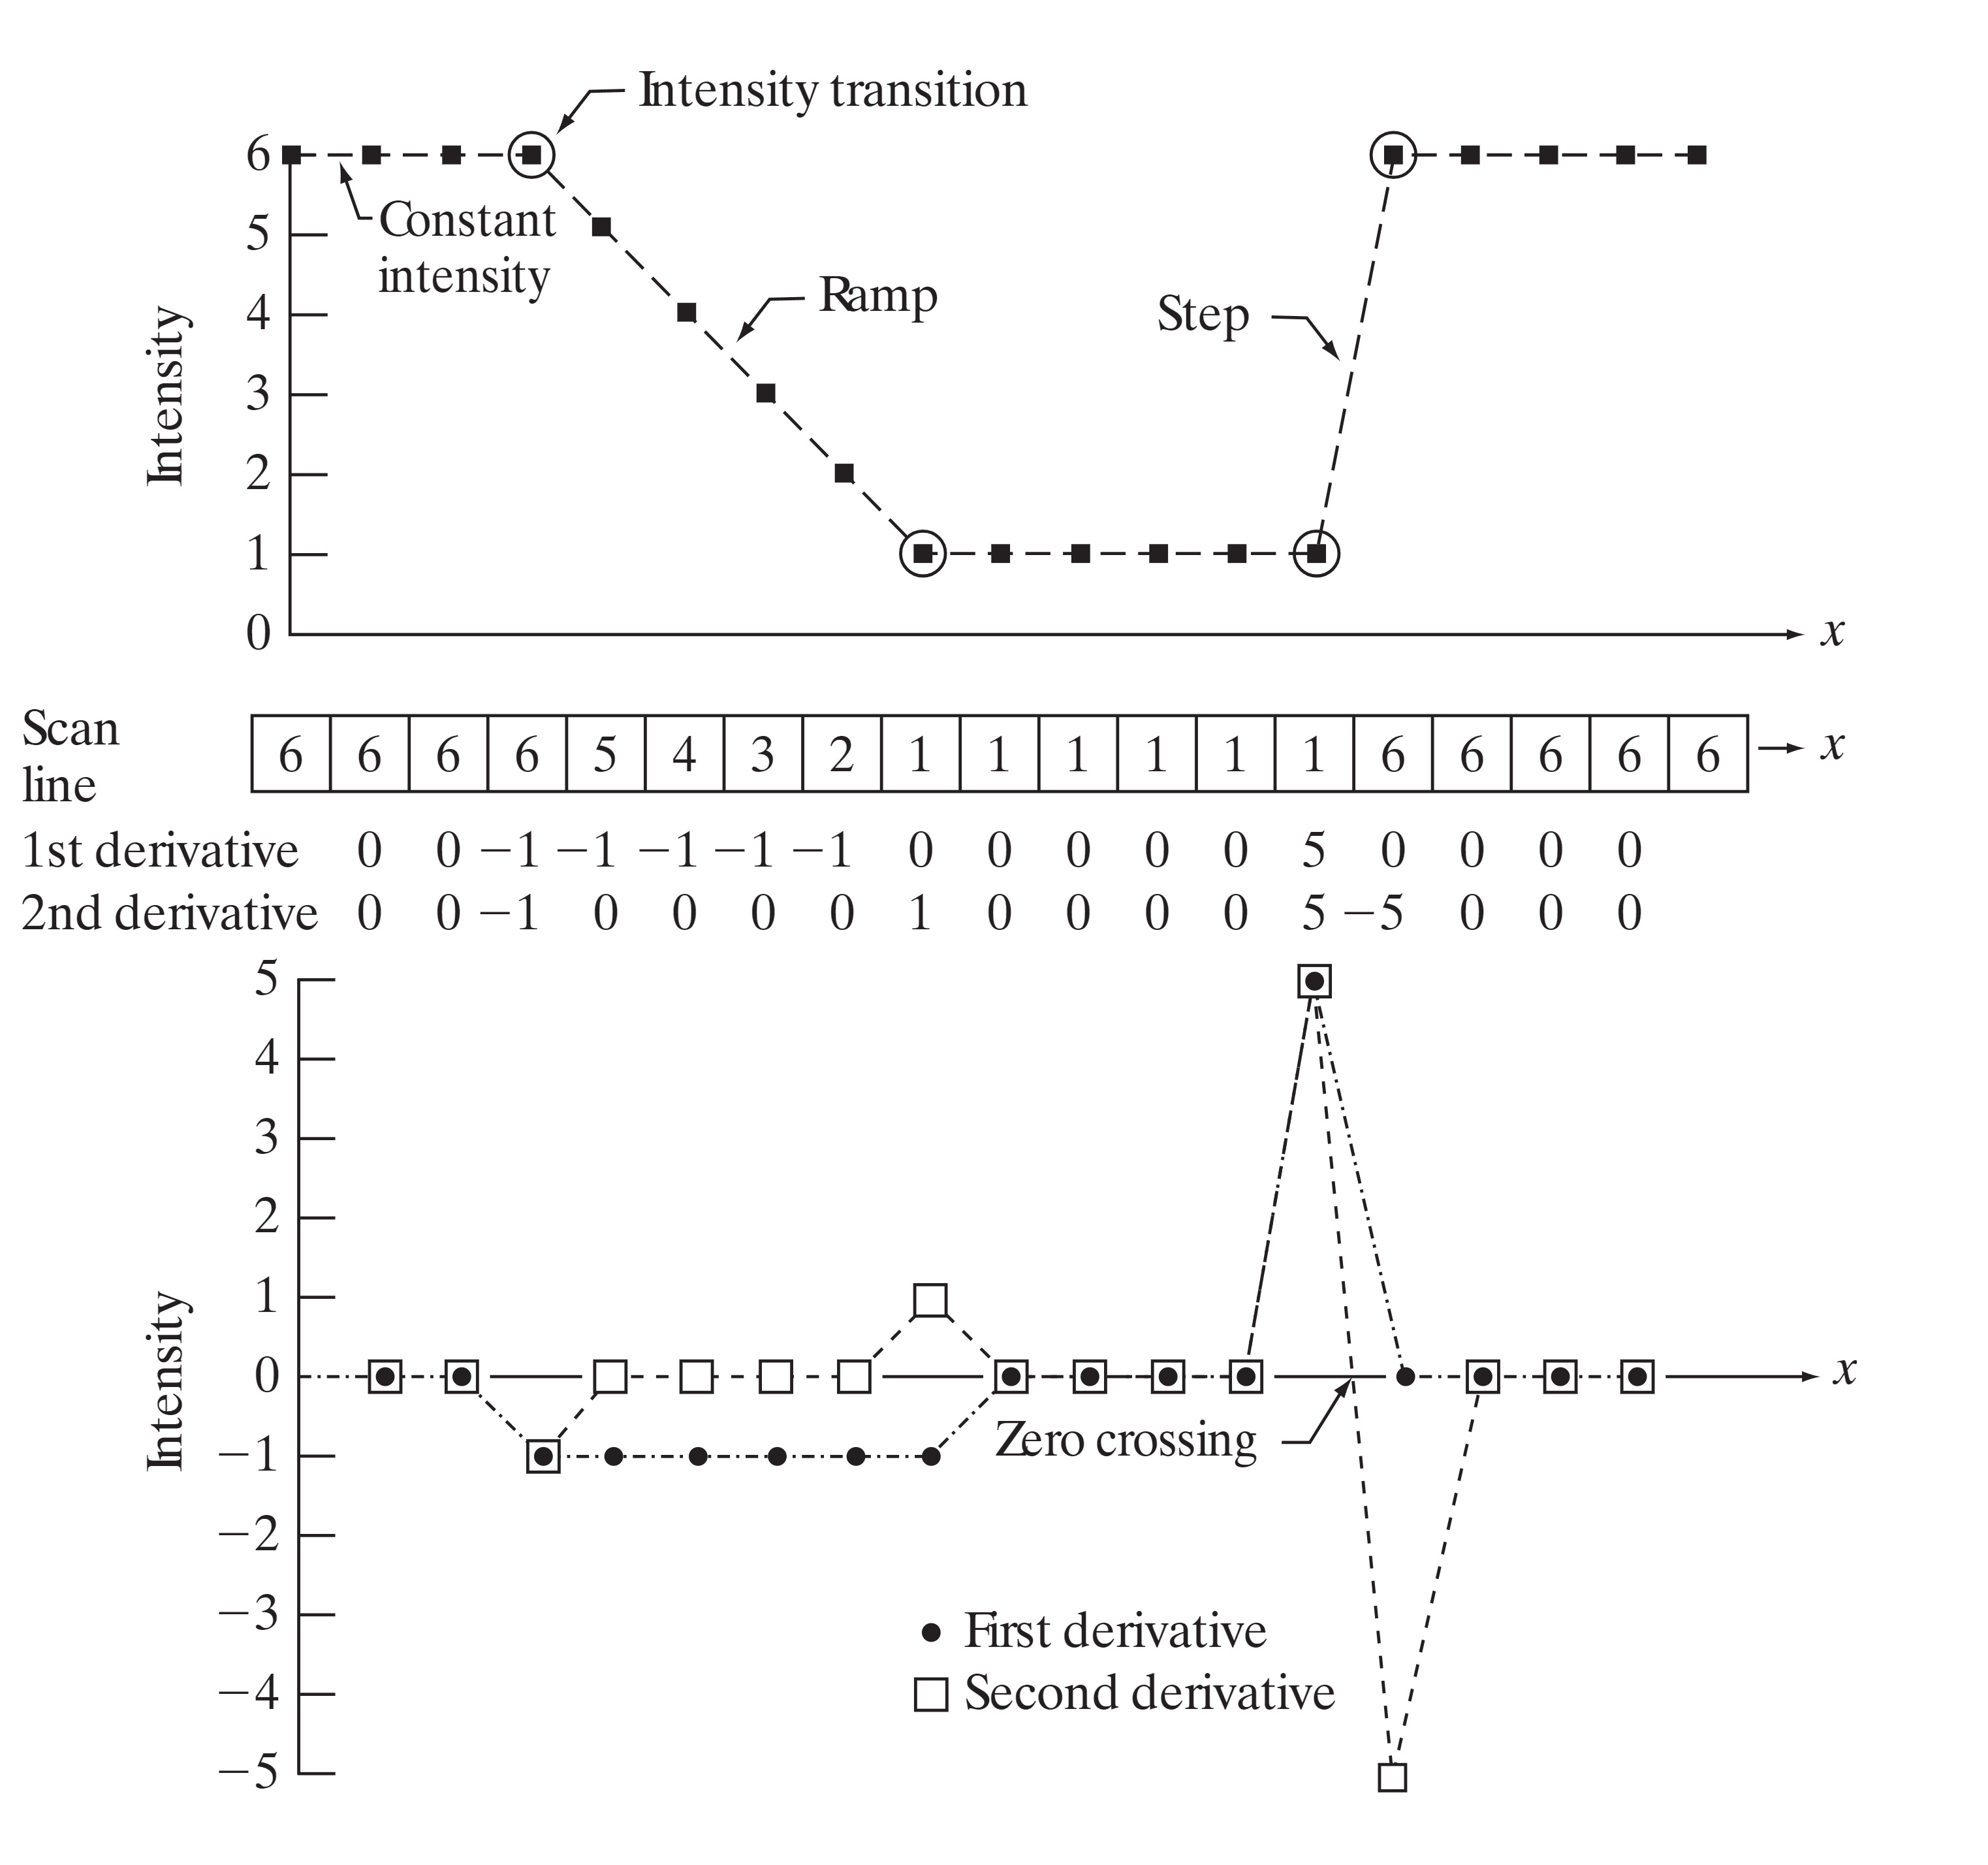 Intensity transition
6
Constant
intensity
5
4
Ramp
Step
3
2
1
0
x
Intensity
Scan
line
6 6 6 6 5 4 3 2 1 1 1 1 1 1 6 6 6 6 6
x
1st derivative 0 0 −1 −1 −1 −1 −1 0 0 0 0 0 5 0 0 0 0
2nd derivative 0 0 −1 0 0 0 0 1 0 0 0 0 5 −5 0 0 0
5
4
3
2
1
0
x
Zero crossing
−1
−2
−3
−4
−5
Intensity
First derivative
Second derivative